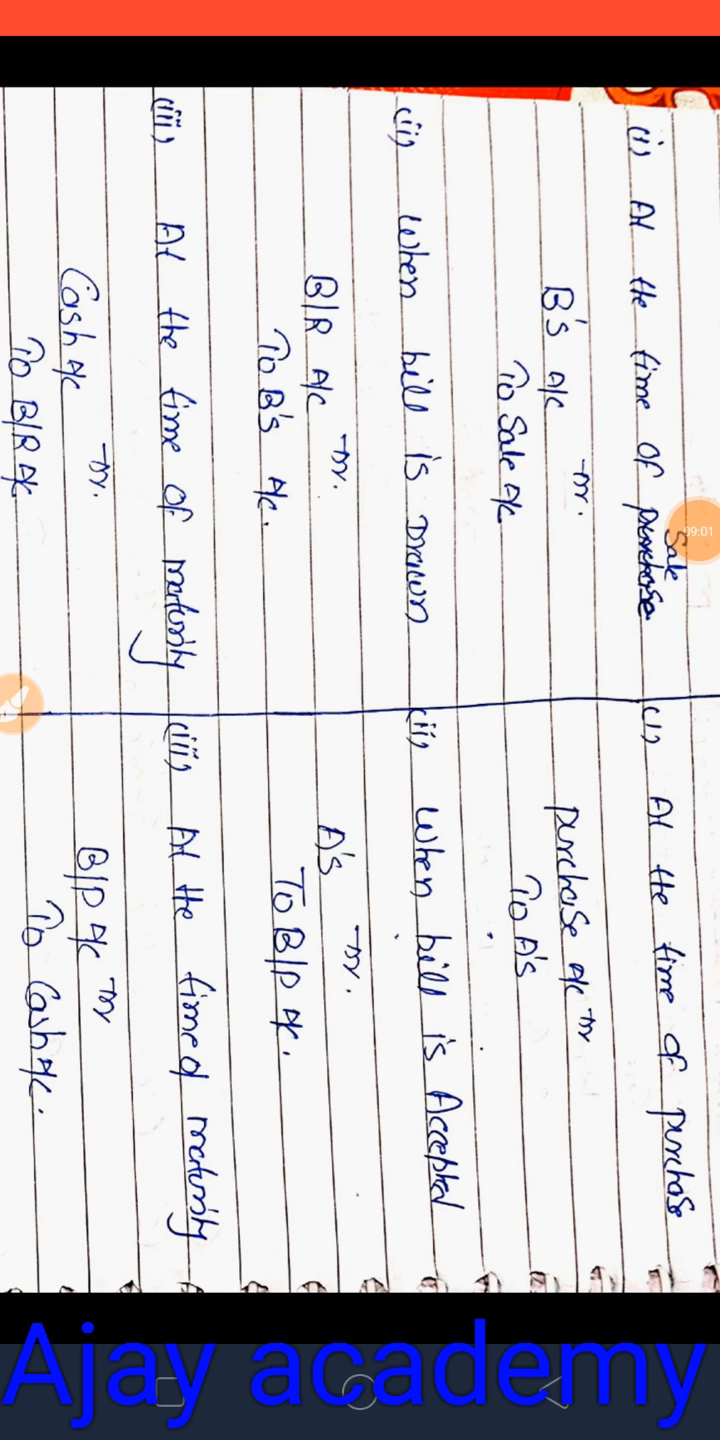 (i) At the time of purchase Sale
B's A/c Dr.
To Sale A/c
(ii) When bill is Drawn
B/R A/c Dr.
To B's A/c.
(iii) At the time of maturity
Cash A/c Dr.
To B/R A/c
(i) At the time of purchase
purchase A/c Dr
To A's
(ii) When bill is Accepted
A's Dr.
To B/P A/c.
(iii) At the time of maturity
B/P A/c Dr
To Cash A/c.
09:01
Ajay academy